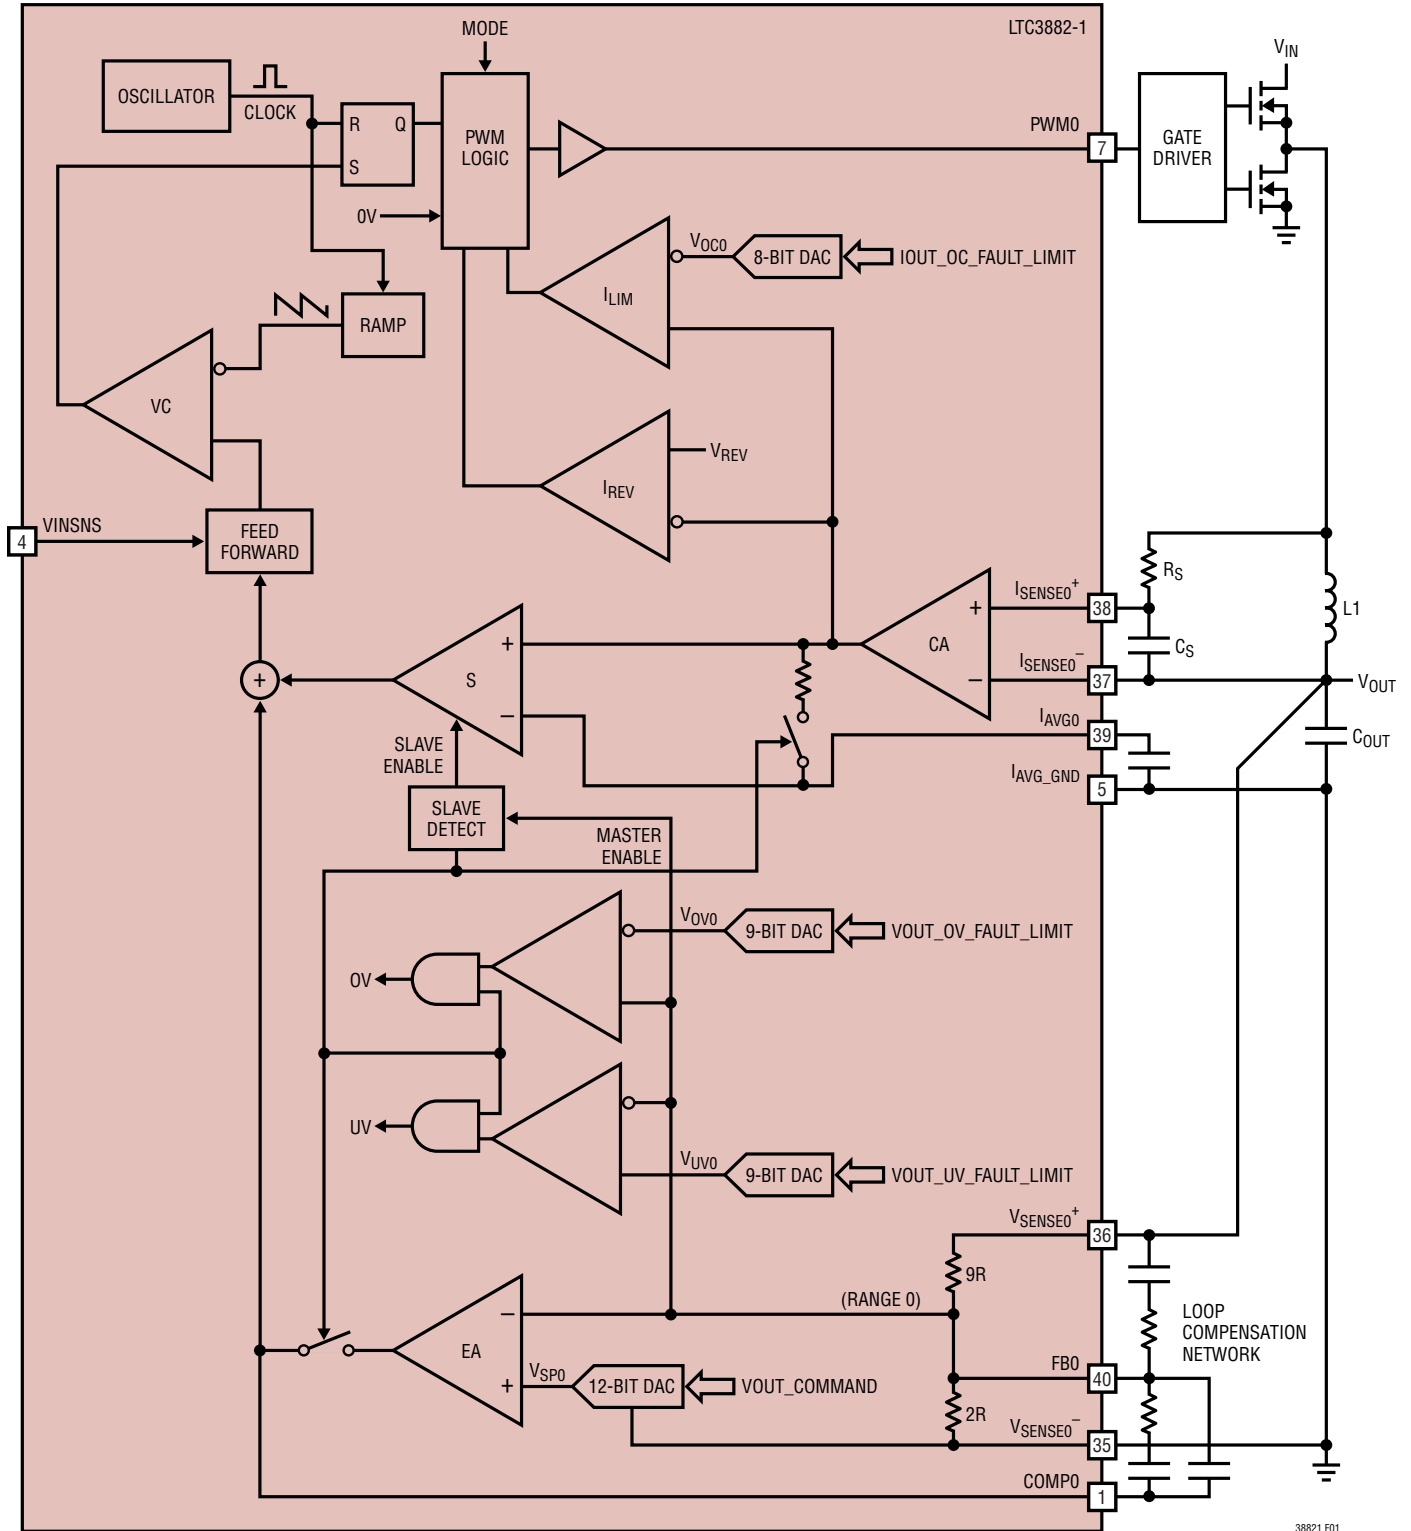 LTC3882-1
MODE
OSCILLATOR
CLOCK
R
Q
S
PWM
LOGIC
0V
PWM0
7
GATE
DRIVER
VIN
VOC0
8-BIT DAC
IOUT_OC_FAULT_LIMIT
ILIM
RAMP
VC
VREV
IREV
4
VINSNS
FEED
FORWARD
ISENSE0+
38
RS
L1
+
CA
CS
ISENSE0–
–
37
VOUT
+
S
–
+
IAVG0
39
COUT
SLAVE
ENABLE
IAVG_GND
5
SLAVE
DETECT
MASTER
ENABLE
VOV0
9-BIT DAC
VOUT_OV_FAULT_LIMIT
OV
UV
VUV0
9-BIT DAC
VOUT_UV_FAULT_LIMIT
VSENSE0+
36
9R
(RANGE 0)
LOOP
COMPENSATION
NETWORK
–
EA
+
VSP0
12-BIT DAC
VOUT_COMMAND
FB0
40
2R
VSENSE0–
35
COMP0
1
38821 F01